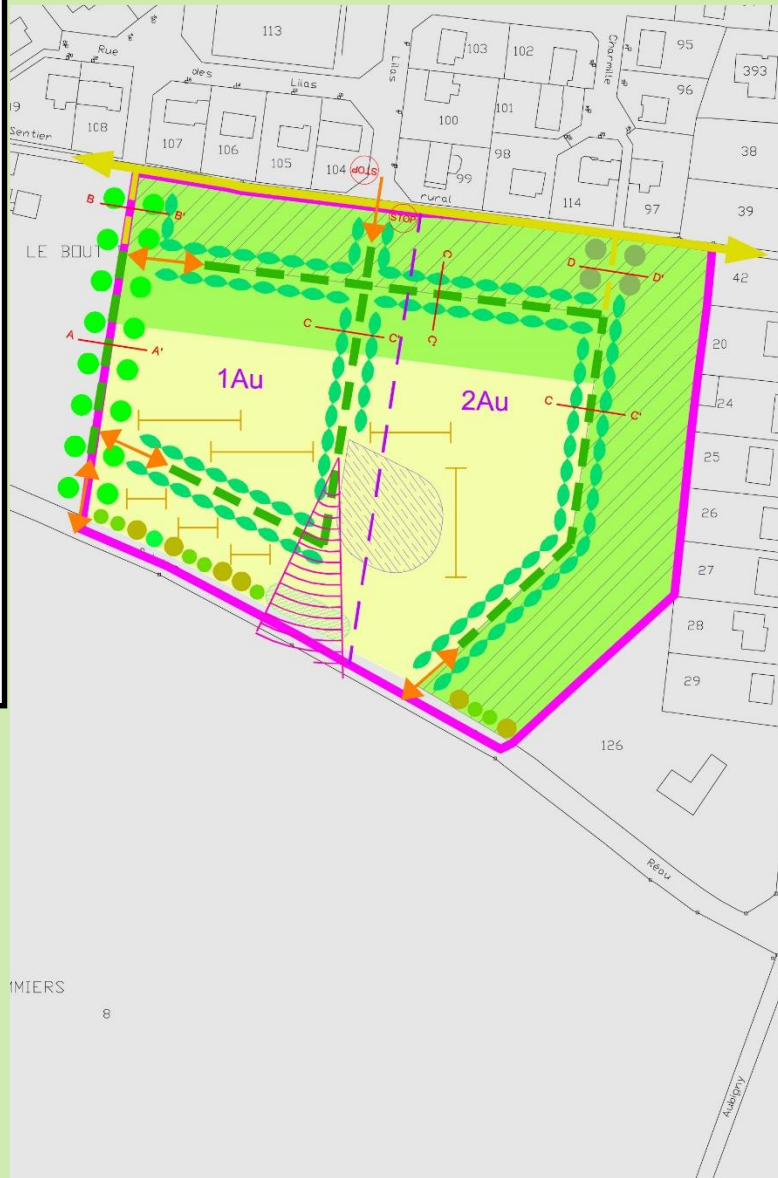 113
103
102
95
393
Rue
des
Lilas
Lilas
Charmille
96
108
107
106
105
104
100
101
38
Sentier
STOP
99
98
rural
114
97
39
STOP
B
B'
LE BOUT
D
D'
42
C
C'
A
A'
C
C'
20
1Au
2Au
C
C'
24
25
26
27
28
29
126
Réau
MMIERS
8
Aubigny